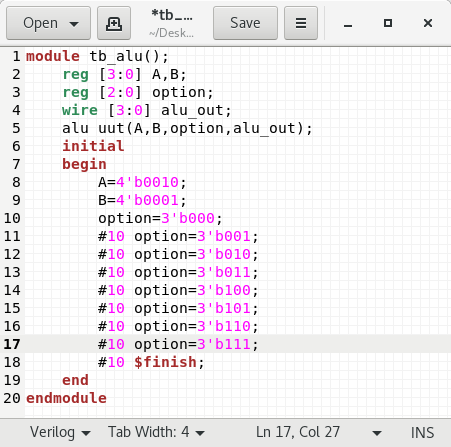 Open
*tb_...
~/Desk...
Save
1 module tb_alu();
2     reg [3:0] A,B;
3     reg [2:0] option;
4     wire [3:0] alu_out;
5     alu uut(A,B,option,alu_out);
6     initial
7     begin
8         A=4'b0010;
9         B=4'b0001;
10         option=3'b000;
11         #10 option=3'b001;
12         #10 option=3'b010;
13         #10 option=3'b011;
14         #10 option=3'b100;
15         #10 option=3'b101;
16         #10 option=3'b110;
17         #10 option=3'b111;
18         #10 $finish;
19     end
20 endmodule
Verilog Tab Width: 4 Ln 17, Col 27 INS